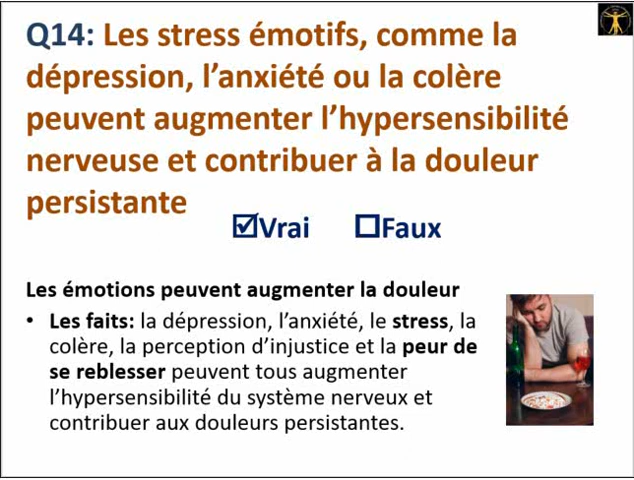 Q14: Les stress émotifs, comme la
dépression, l’anxiété ou la colère
peuvent augmenter l’hypersensibilité
nerveuse et contribuer à la douleur
persistante
☑Vrai ☐Faux
Les émotions peuvent augmenter la douleur
• Les faits: la dépression, l’anxiété, le stress, la
colère, la perception d’injustice et la peur de
se reblesser peuvent tous augmenter
l’hypersensibilité du système nerveux et
contribuer aux douleurs persistantes.